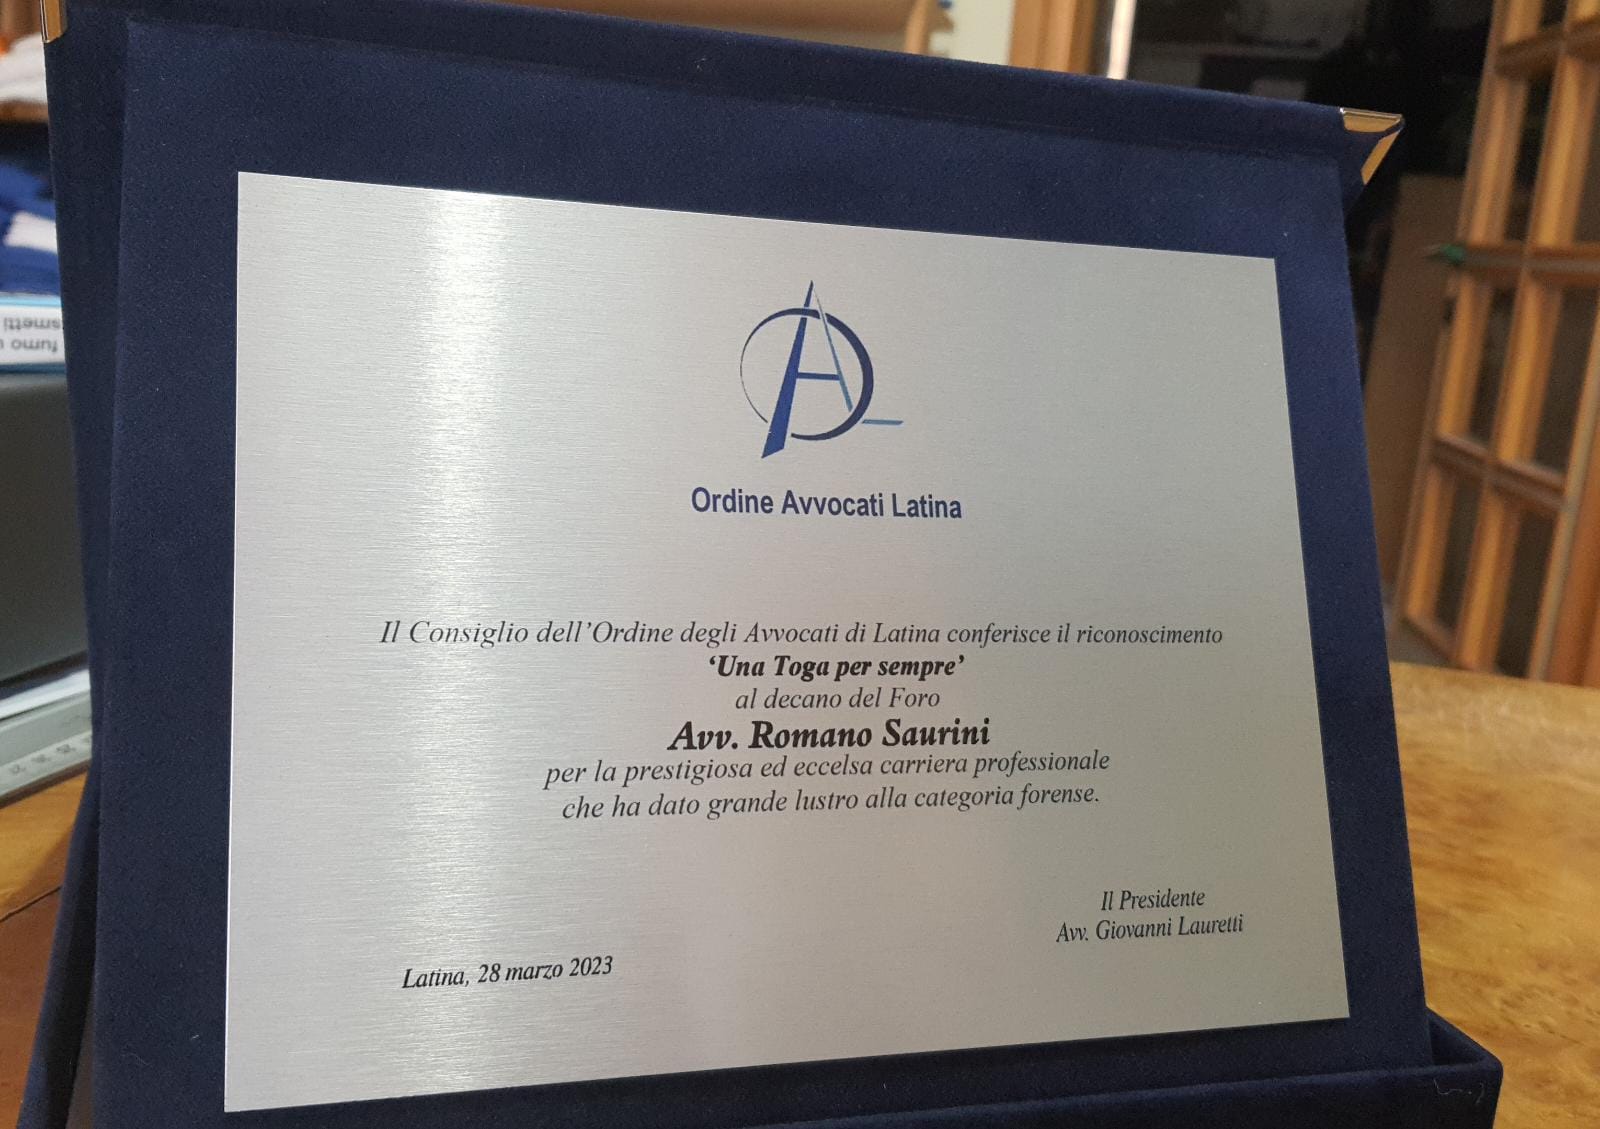 Ordine Avvocati Latina
Il Consiglio dell’Ordine degli Avvocati di Latina conferisce il riconoscimento
‘Una Toga per sempre’
al decano del Foro
Avv. Romano Saurini
per la prestigiosa ed eccelsa carriera professionale
che ha dato grande lustro alla categoria forense.
Il Presidente
Avv. Giovanni Lauretti
Latina, 28 marzo 2023
fumo